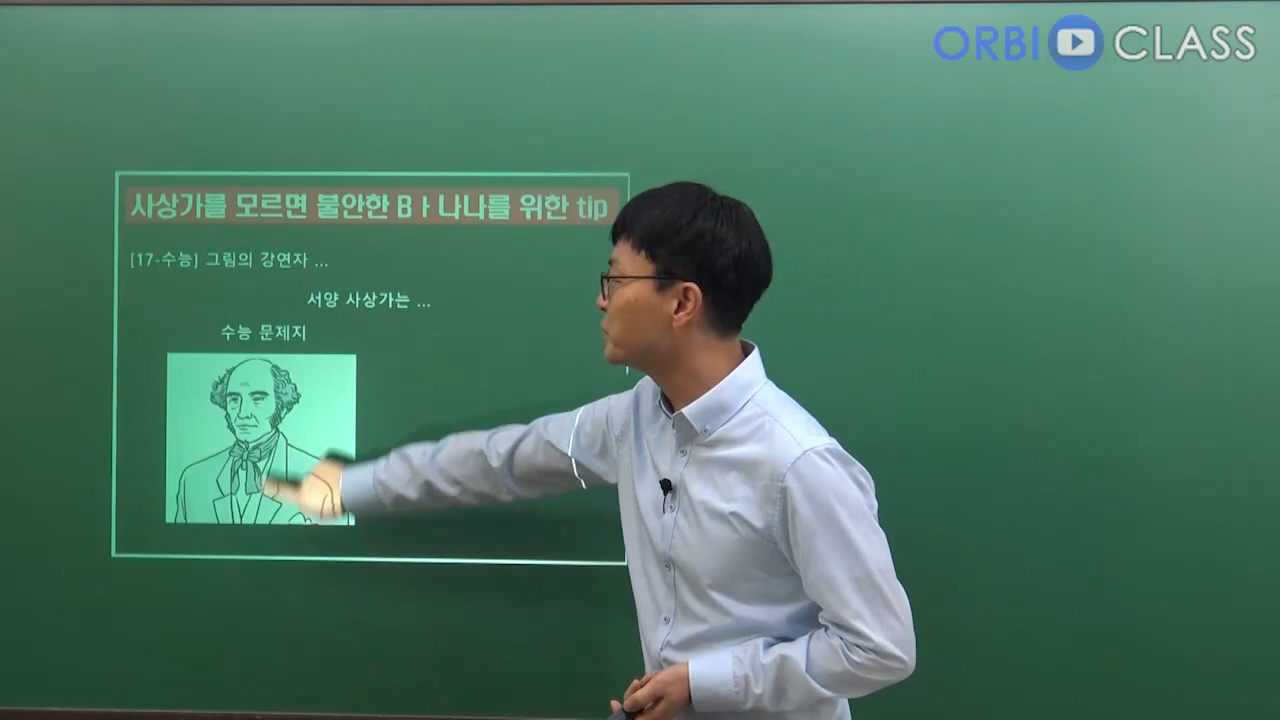 ORBI CLASS
사상가를 모르면 불안한 Bㅏ나나를 위한 tip
[17-수능] 그림의 강연자 ...
서양 사상가는 ...
수능 문제지